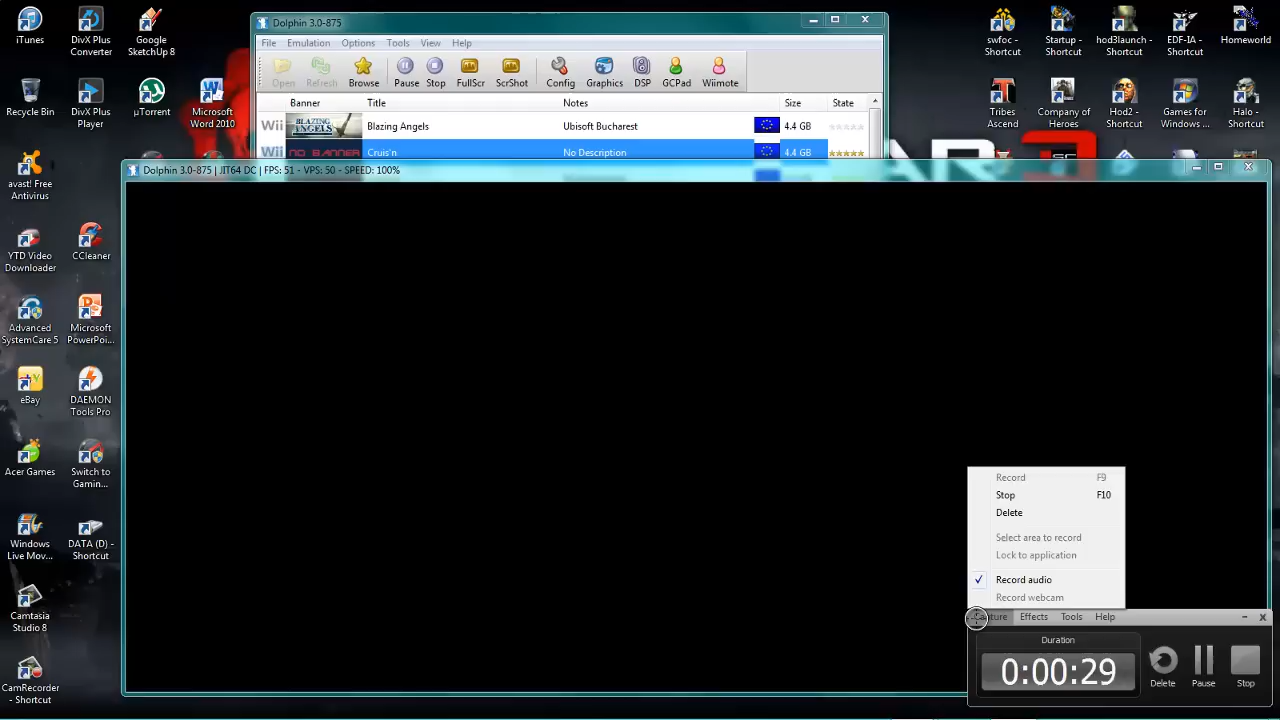 iTunes
DivX Plus
Converter
Google
SketchUp 8
Recycle Bin
DivX Plus
Player
µTorrent
Microsoft
Word 2010
avast! Free
Antivirus
YTD Video
Downloader
CCleaner
Advanced
SystemCare 5
Microsoft
PowerPoi...
eBay
DAEMON
Tools Pro
Acer Games
Switch to
Gamin...
Windows
Live Mov...
DATA (D) -
Shortcut
Camtasia
Studio 8
CamRecorder
- Shortcut
Dolphin 3.0-875
File Emulation Options Tools View Help
Open Refresh Browse Pause Stop FullScr ScrShot Config Graphics DSP GCPad Wiimote
Banner Title Notes Size State
Wii BLAZING ANGELS Blazing Angels Ubisoft Bucharest 4.4 GB
Wii NO BANNER Cruis'n No Description 4.4 GB
Dolphin 3.0-875 | JIT64 DC | FPS: 51 - VPS: 50 - SPEED: 100%
swfoc -
Shortcut
Startup -
Shortcut
hod3launch -
Shortcut
EDF-IA -
Shortcut
Homeworld
Tribes
Ascend
Company of
Heroes
Hod2 -
Shortcut
Games for
Windows ...
Halo -
Shortcut
Record F9
Stop F10
Delete
Select area to record
Lock to application
Record audio
Record webcam
Capture Effects Tools Help
Duration
0:00:29
Delete Pause Stop